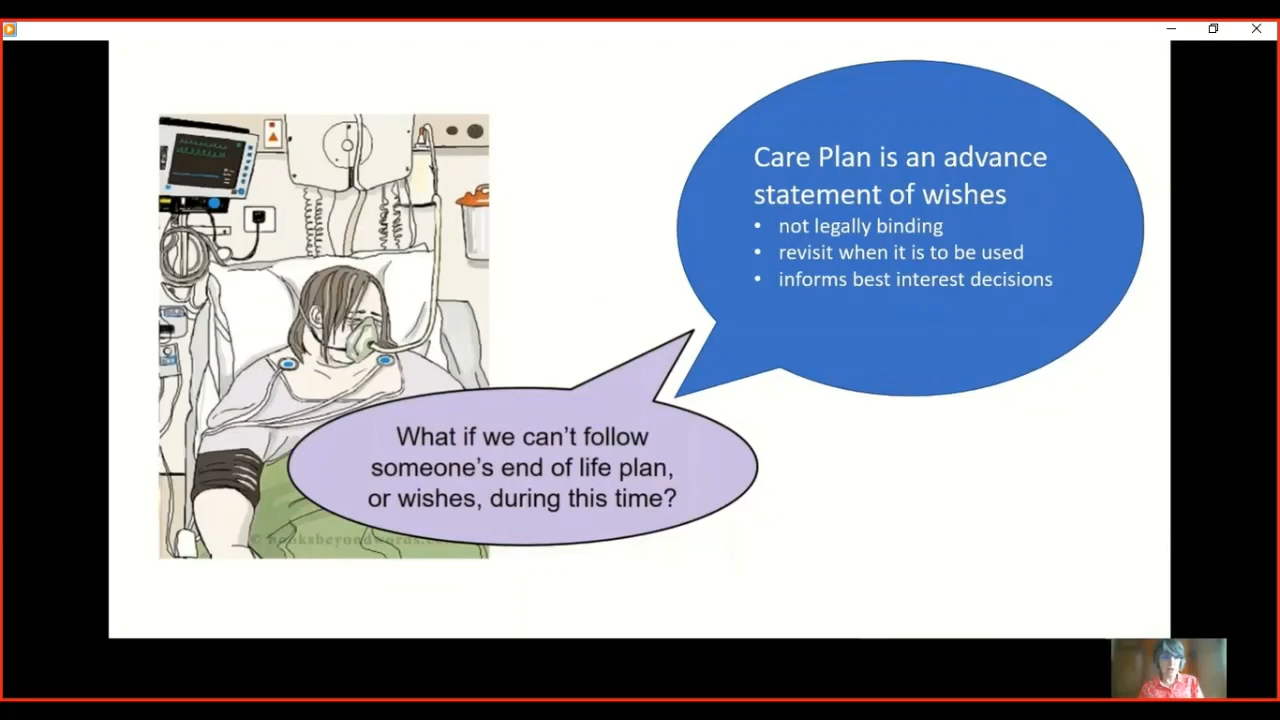 Care Plan is an advance
statement of wishes
• not legally binding
• revisit when it is to be used
• informs best interest decisions
What if we can't follow
someone's end of life plan,
or wishes, during this time?